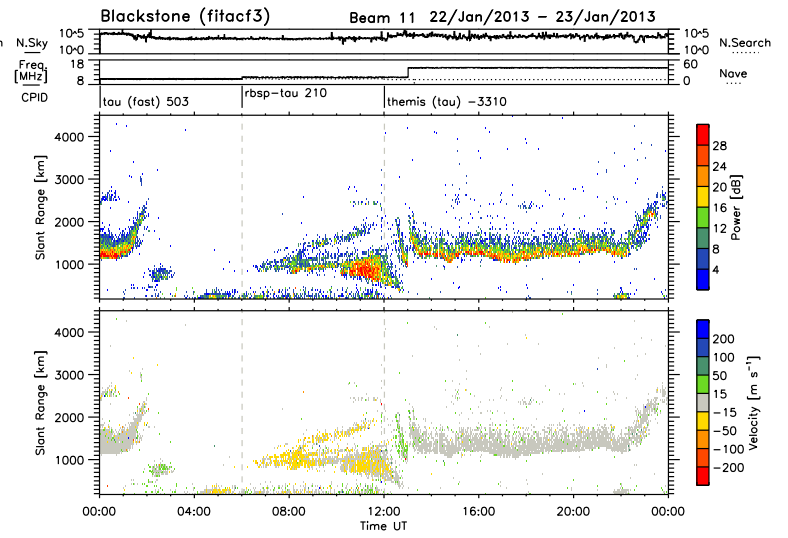 Blackstone (fitacf3) Beam 11 22/Jan/2013 − 23/Jan/2013
N.Sky 10^5 10^5 N.Search
10^0 10^0
Freq. 18 60 Nave
[MHz] 8 0
CPID tau (fast) 503 rbsp−tau 210 themis (tau) −3310
Slant Range [km]
4000
3000
2000
1000
28
24
20
16
12
8
4
Power [dB]
Slant Range [km]
4000
3000
2000
1000
200
100
50
15
−15
−50
−100
−200
Velocity [m s⁻¹]
00:00 04:00 08:00 12:00 16:00 20:00 00:00
Time UT